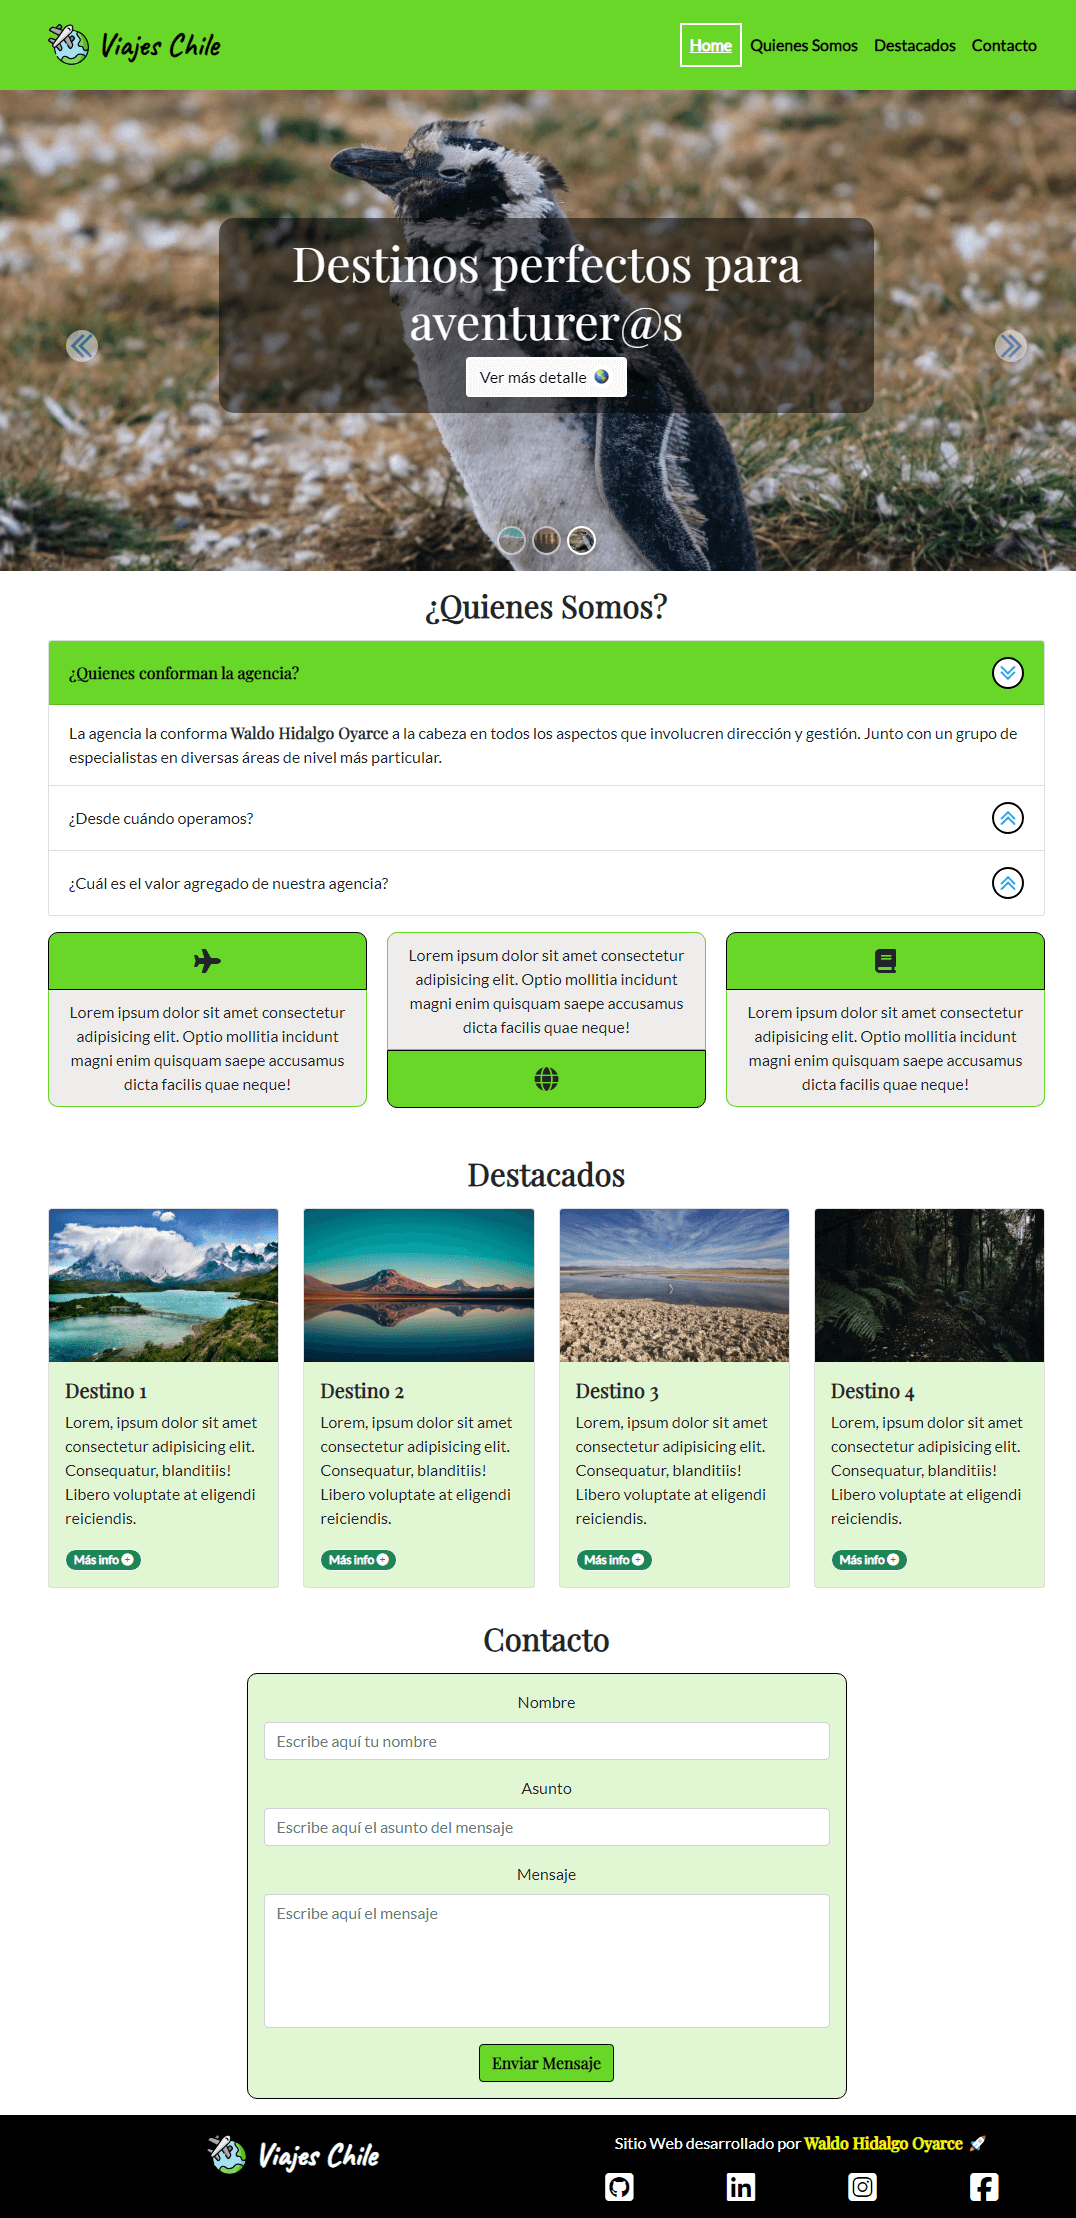 Viajes Chile
Home Quienes Somos Destacados Contacto
Destinos perfectos para
aventurer@s
Ver más detalle
¿Quienes Somos?
¿Quienes conforman la agencia?
La agencia la conforma Waldo Hidalgo Oyarce a la cabeza en todos los aspectos que involucren dirección y gestión. Junto con un grupo de
especialistas en diversas áreas de nivel más particular.
¿Desde cuándo operamos?
¿Cuál es el valor agregado de nuestra agencia?
Lorem ipsum dolor sit amet consectetur
adipisicing elit. Optio mollitia incidunt
magni enim quisquam saepe accusamus
dicta facilis quae neque!
Lorem ipsum dolor sit amet consectetur
adipisicing elit. Optio mollitia incidunt
magni enim quisquam saepe accusamus
dicta facilis quae neque!
Lorem ipsum dolor sit amet consectetur
adipisicing elit. Optio mollitia incidunt
magni enim quisquam saepe accusamus
dicta facilis quae neque!
Destacados
Destino 1
Lorem, ipsum dolor sit amet
consectetur adipisicing elit.
Consequatur, blanditiis!
Libero voluptate at eligendi
reiciendis.
Más info
Destino 2
Lorem, ipsum dolor sit amet
consectetur adipisicing elit.
Consequatur, blanditiis!
Libero voluptate at eligendi
reiciendis.
Más info
Destino 3
Lorem, ipsum dolor sit amet
consectetur adipisicing elit.
Consequatur, blanditiis!
Libero voluptate at eligendi
reiciendis.
Más info
Destino 4
Lorem, ipsum dolor sit amet
consectetur adipisicing elit.
Consequatur, blanditiis!
Libero voluptate at eligendi
reiciendis.
Más info
Contacto
Nombre
Escribe aquí tu nombre
Asunto
Escribe aquí el asunto del mensaje
Mensaje
Escribe aquí el mensaje
Enviar Mensaje
Viajes Chile
Sitio Web desarrollado por Waldo Hidalgo Oyarce 🚀